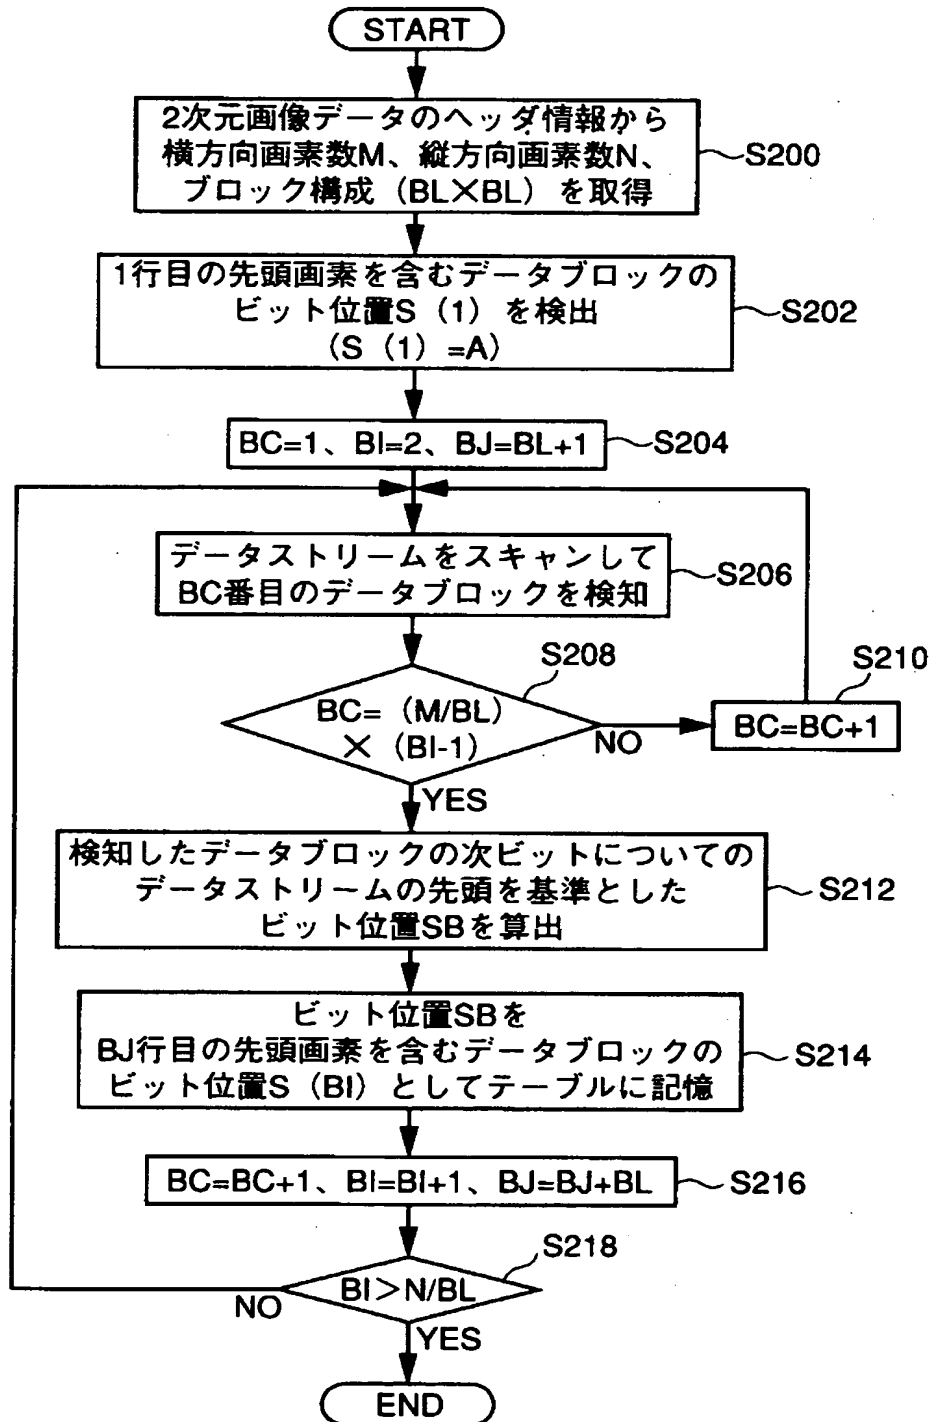 START
2次元画像データのヘッダ情報から
横方向画素数M、縦方向画素数N、
ブロック構成（BL×BL）を取得
S200
1行目の先頭画素を含むデータブロックの
ビット位置S（1）を検出
（S（1）=A）
S202
BC=1、BI=2、BJ=BL+1
S204
データストリームをスキャンして
BC番目のデータブロックを検知
S206
S208
BC=（M/BL）
×（BI-1）
NO
S210
BC=BC+1
YES
検知したデータブロックの次ビットについての
データストリームの先頭を基準とした
ビット位置SBを算出
S212
ビット位置SBを
BJ行目の先頭画素を含むデータブロックの
ビット位置S（BI）としてテーブルに記憶
S214
BC=BC+1、BI=BI+1、BJ=BJ+BL
S216
S218
BI＞N/BL
NO
YES
END